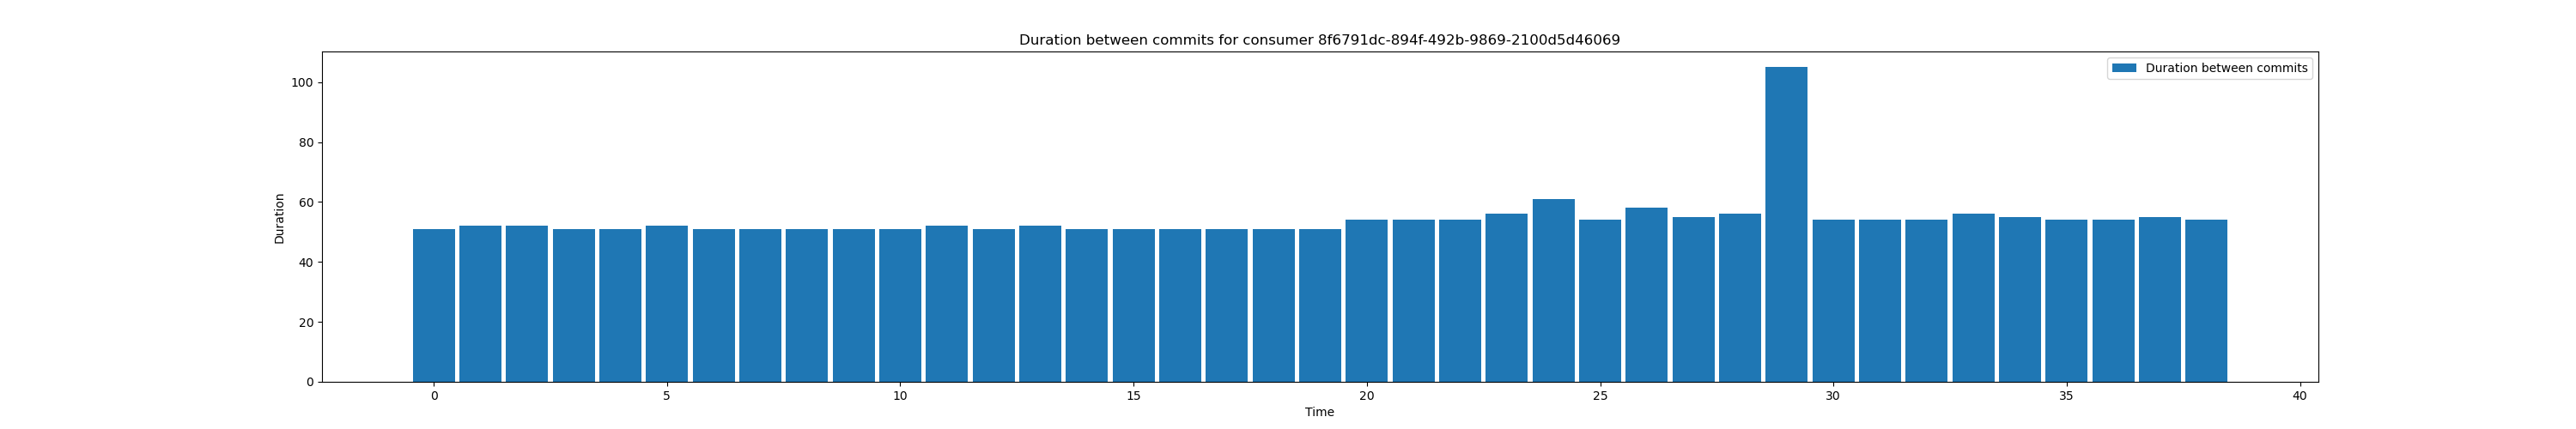 Duration between commits for consumer 8f6791dc-894f-492b-9869-2100d5d46069
Duration between commits
100
80
60
40
20
0
Duration
0 5 10 15 20 25 30 35 40
Time